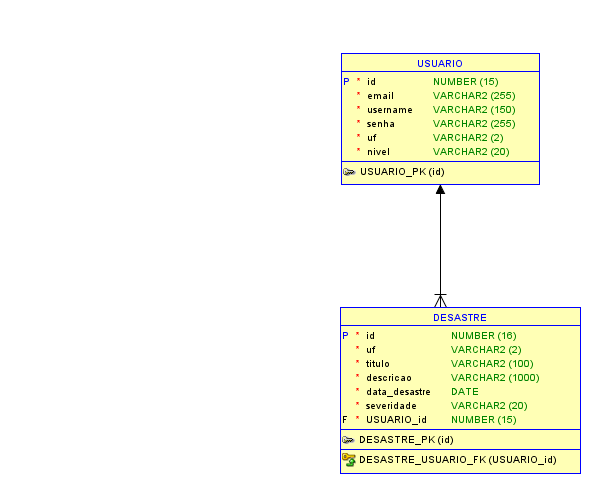 USUARIO
P * id NUMBER (15)
* email VARCHAR2 (255)
* username VARCHAR2 (150)
* senha VARCHAR2 (255)
* uf VARCHAR2 (2)
* nivel VARCHAR2 (20)
USUARIO_PK (id)
DESASTRE
P * id NUMBER (16)
* uf VARCHAR2 (2)
* titulo VARCHAR2 (100)
* descricao VARCHAR2 (1000)
* data_desastre DATE
* severidade VARCHAR2 (20)
F * USUARIO_id NUMBER (15)
DESASTRE_PK (id)
DESASTRE_USUARIO_FK (USUARIO_id)